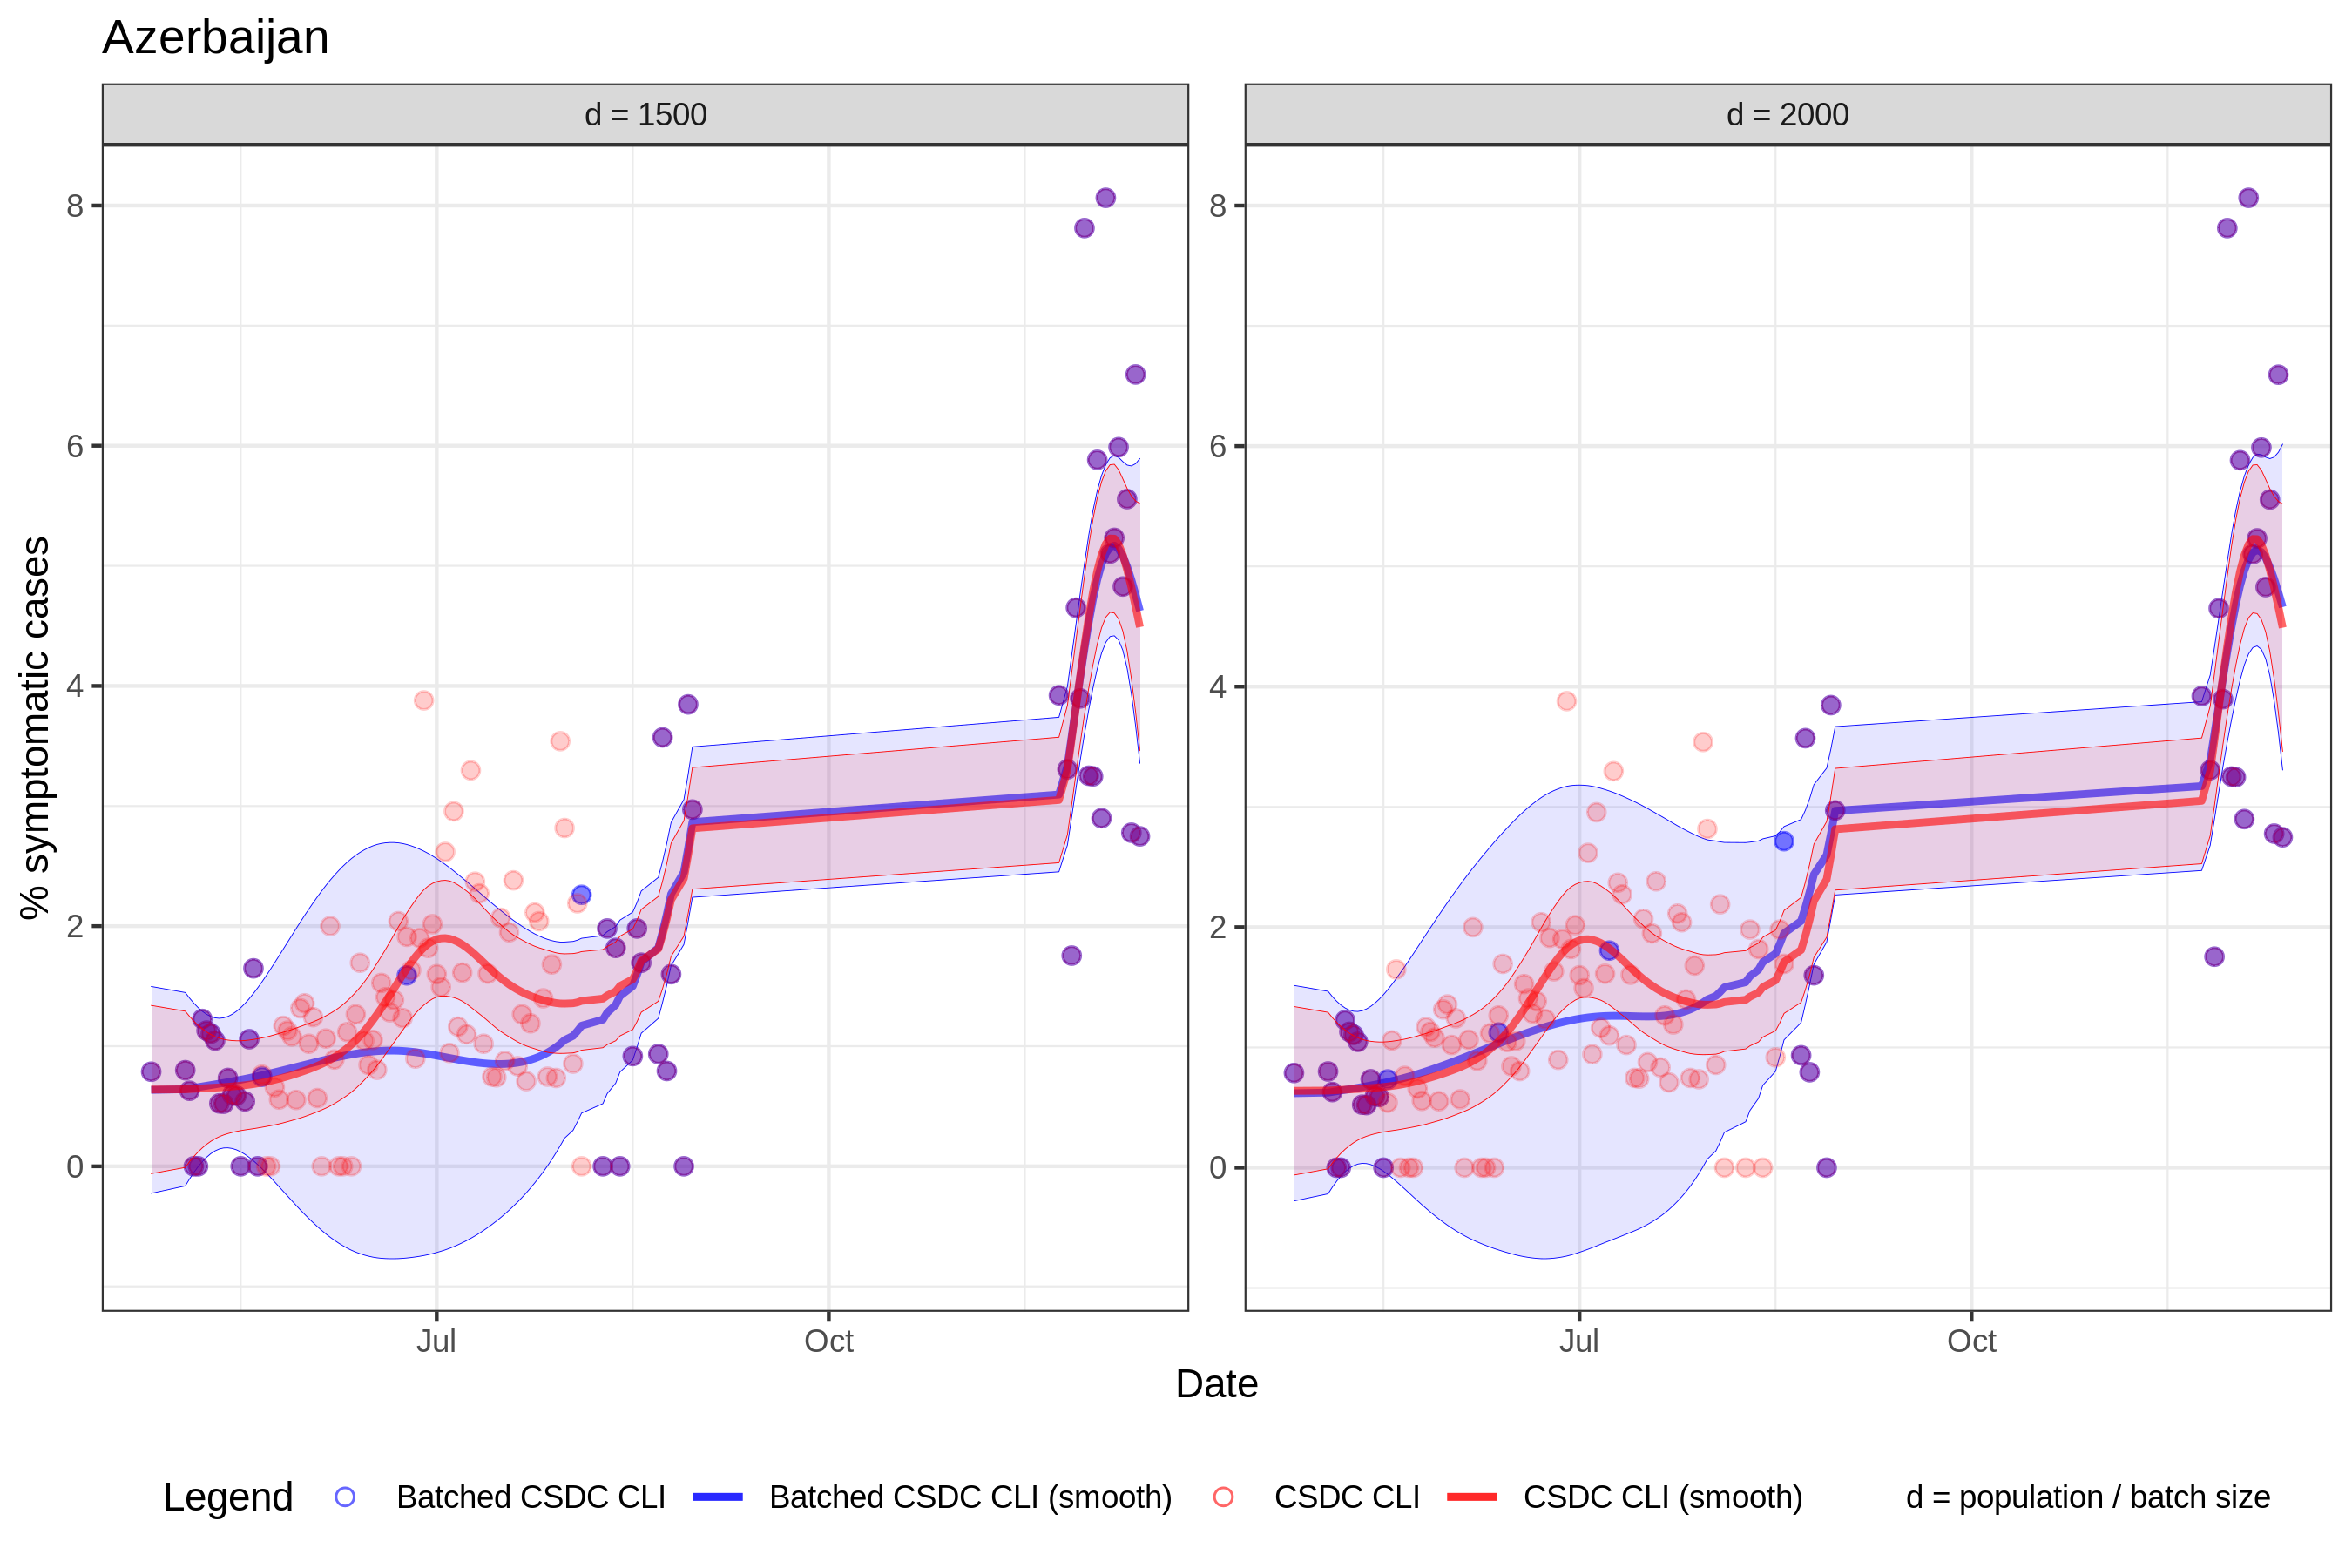 Azerbaijan
d = 1500
d = 2000
% symptomatic cases
8
6
4
2
0
8
6
4
2
0
Jul
Oct
Jul
Oct
Date
Legend
Batched CSDC CLI
Batched CSDC CLI (smooth)
CSDC CLI
CSDC CLI (smooth)
d = population / batch size